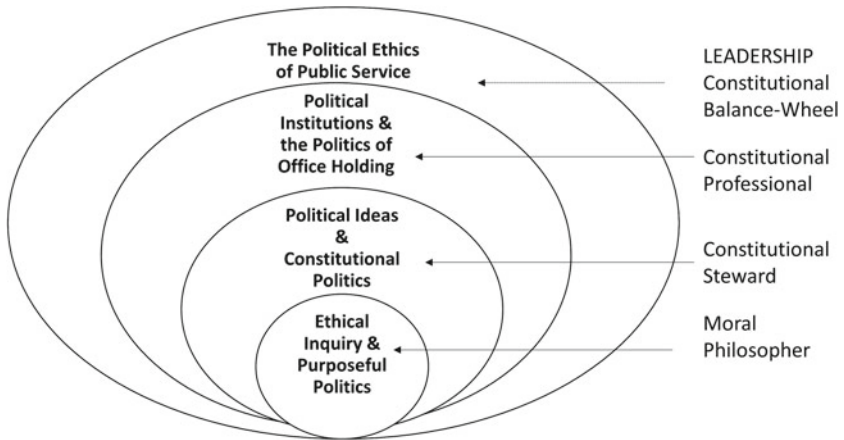 The Political Ethics
of Public Service
Political
Institutions &
the Politics of
Office Holding
Political Ideas
&
Constitutional
Politics
Ethical
Inquiry &
Purposeful
Politics
LEADERSHIP
Constitutional
Balance-Wheel
Constitutional
Professional
Constitutional
Steward
Moral
Philosopher